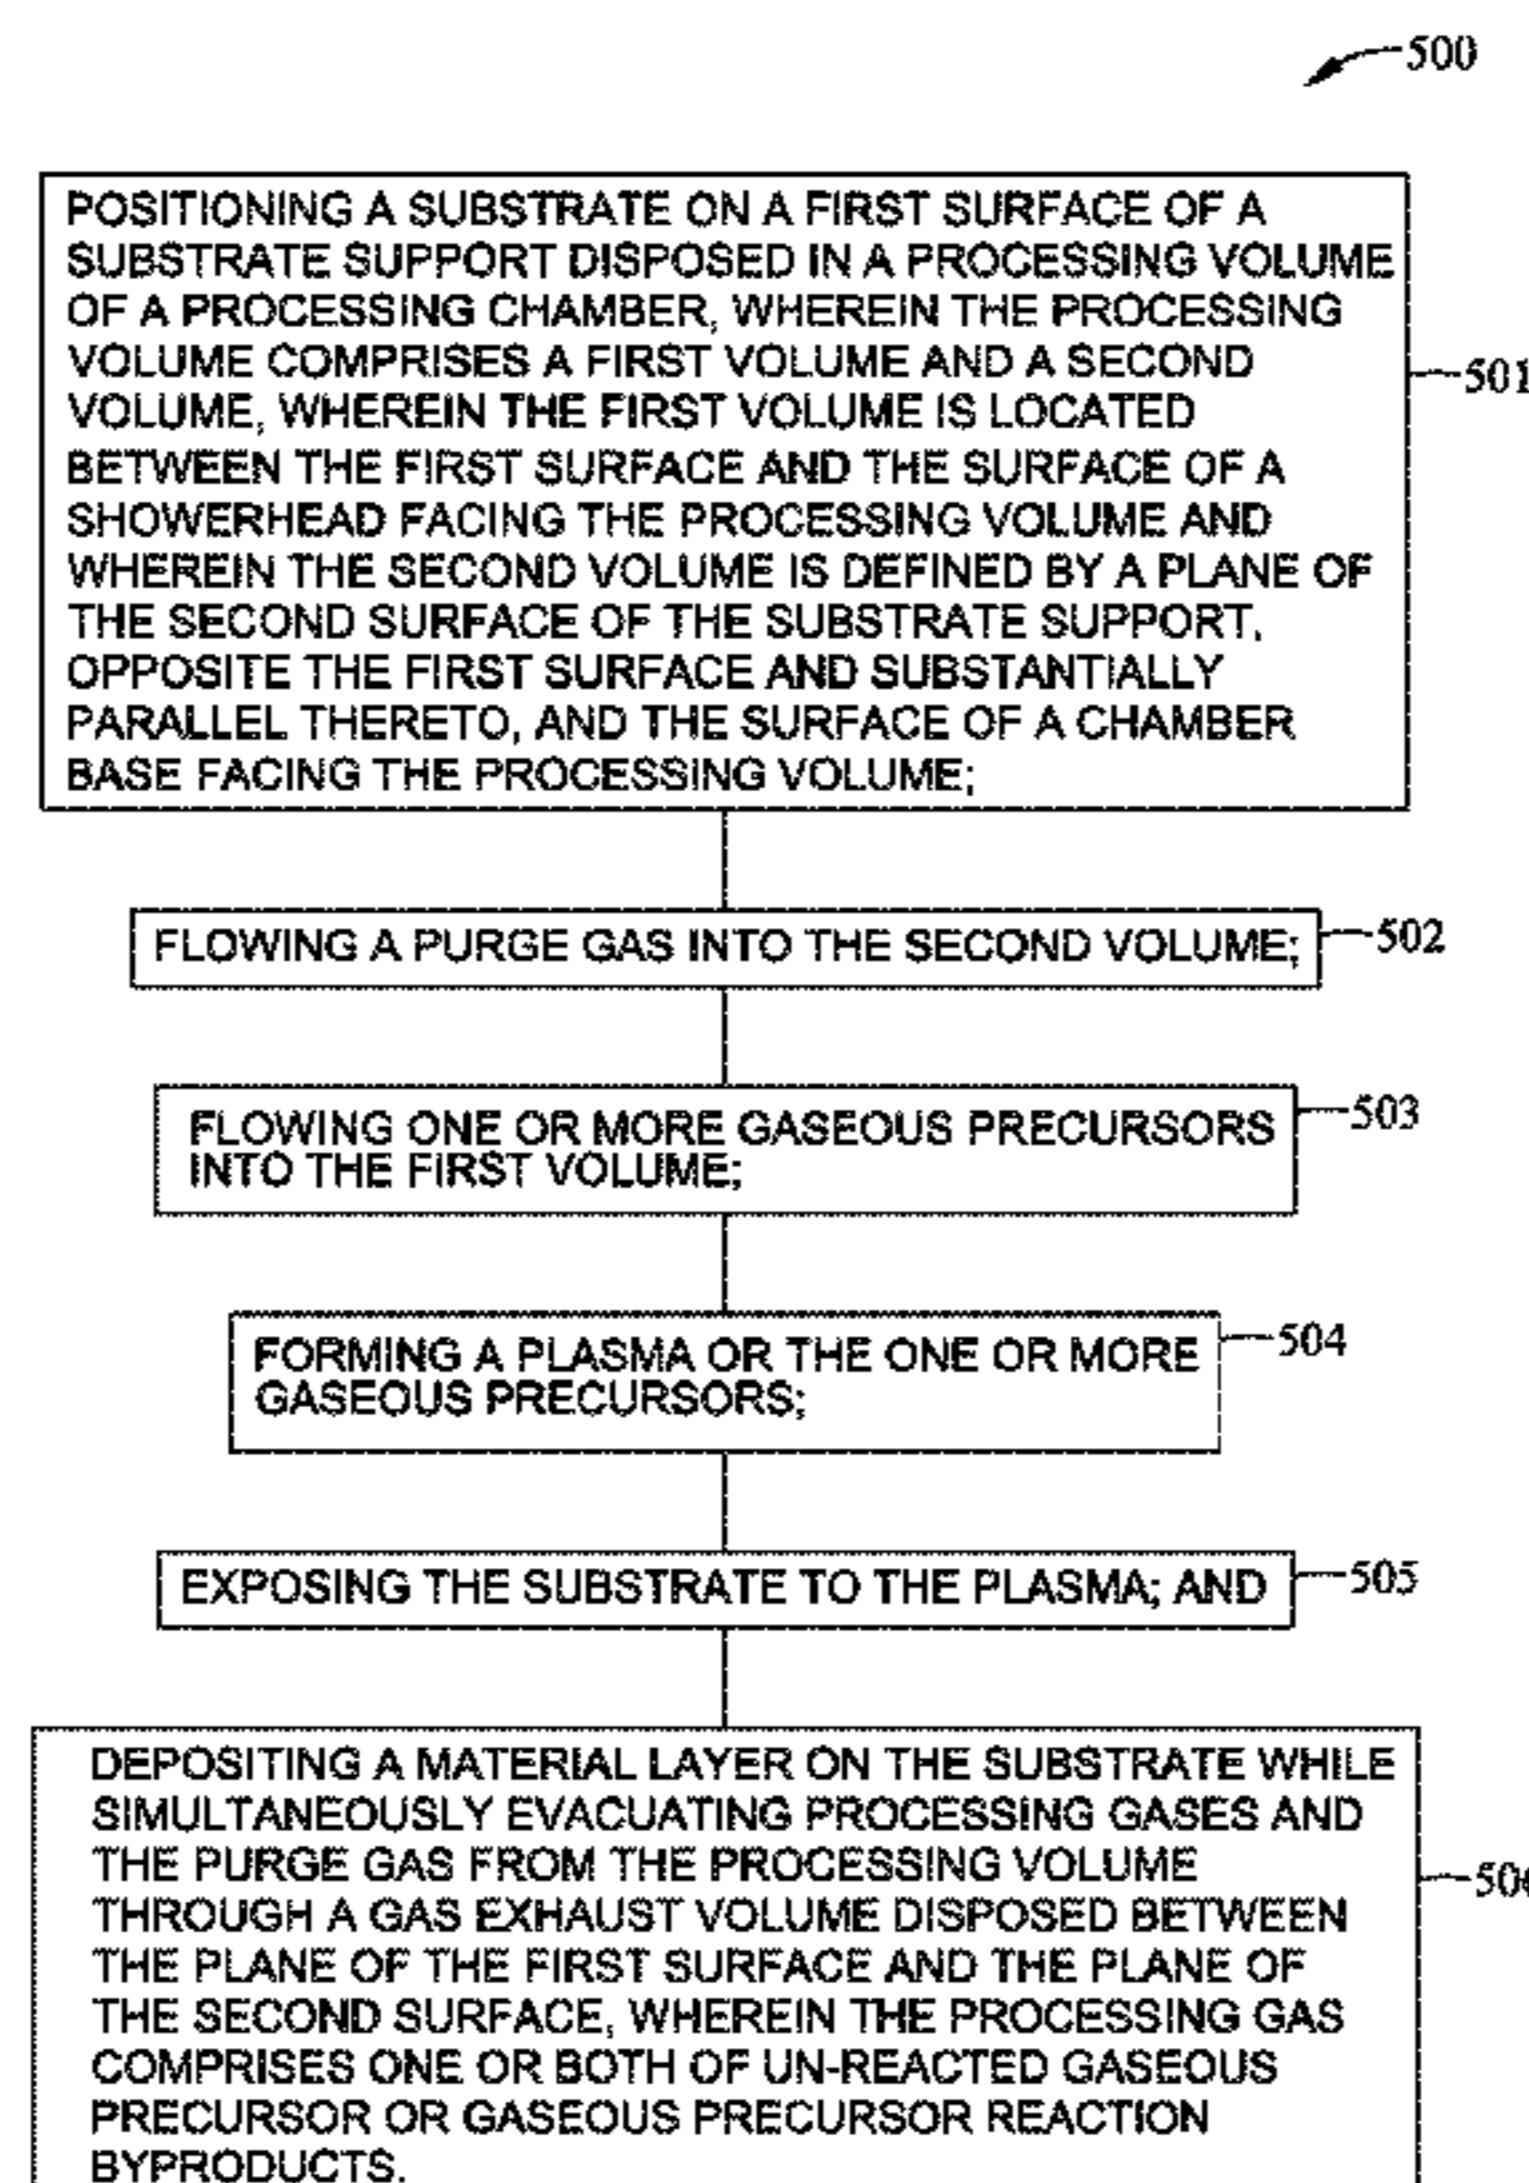 500
POSITIONING A SUBSTRATE ON A FIRST SURFACE OF A
SUBSTRATE SUPPORT DISPOSED IN A PROCESSING VOLUME
OF A PROCESSING CHAMBER, WHEREIN THE PROCESSING
VOLUME COMPRISES A FIRST VOLUME AND A SECOND
VOLUME, WHEREIN THE FIRST VOLUME IS LOCATED
BETWEEN THE FIRST SURFACE AND THE SURFACE OF A
SHOWERHEAD FACING THE PROCESSING VOLUME AND
WHEREIN THE SECOND VOLUME IS DEFINED BY A PLANE OF
THE SECOND SURFACE OF THE SUBSTRATE SUPPORT,
OPPOSITE THE FIRST SURFACE AND SUBSTANTIALLY
PARALLEL THERETO, AND THE SURFACE OF A CHAMBER
BASE FACING THE PROCESSING VOLUME;
501
FLOWING A PURGE GAS INTO THE SECOND VOLUME;
502
FLOWING ONE OR MORE GASEOUS PRECURSORS
INTO THE FIRST VOLUME;
503
FORMING A PLASMA OR THE ONE OR MORE
GASEOUS PRECURSORS;
504
EXPOSING THE SUBSTRATE TO THE PLASMA; AND
505
DEPOSITING A MATERIAL LAYER ON THE SUBSTRATE WHILE
SIMULTANEOUSLY EVACUATING PROCESSING GASES AND
THE PURGE GAS FROM THE PROCESSING VOLUME
THROUGH A GAS EXHAUST VOLUME DISPOSED BETWEEN
THE PLANE OF THE FIRST SURFACE AND THE PLANE OF
THE SECOND SURFACE, WHEREIN THE PROCESSING GAS
COMPRISES ONE OR BOTH OF UN-REACTED GASEOUS
PRECURSOR OR GASEOUS PRECURSOR REACTION
BYPRODUCTS.
506